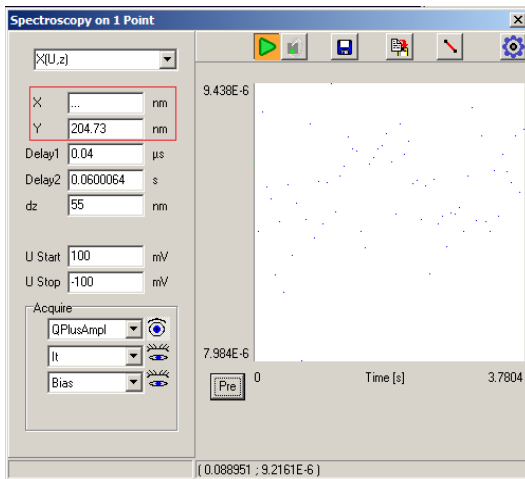 Spectroscopy on 1 Point
X(U,z)
X ... nm
Y 204.73 nm
Delay1 0.04 µs
Delay2 0.0600064 s
dz 55 nm
U Start 100 mV
U Stop -100 mV
Acquire
QPlusAmpl
It
Bias
9.438E-6
7.984E-6
Pre
0 Time [s] 3.7804
( 0.088951 ; 9.2161E-6 )